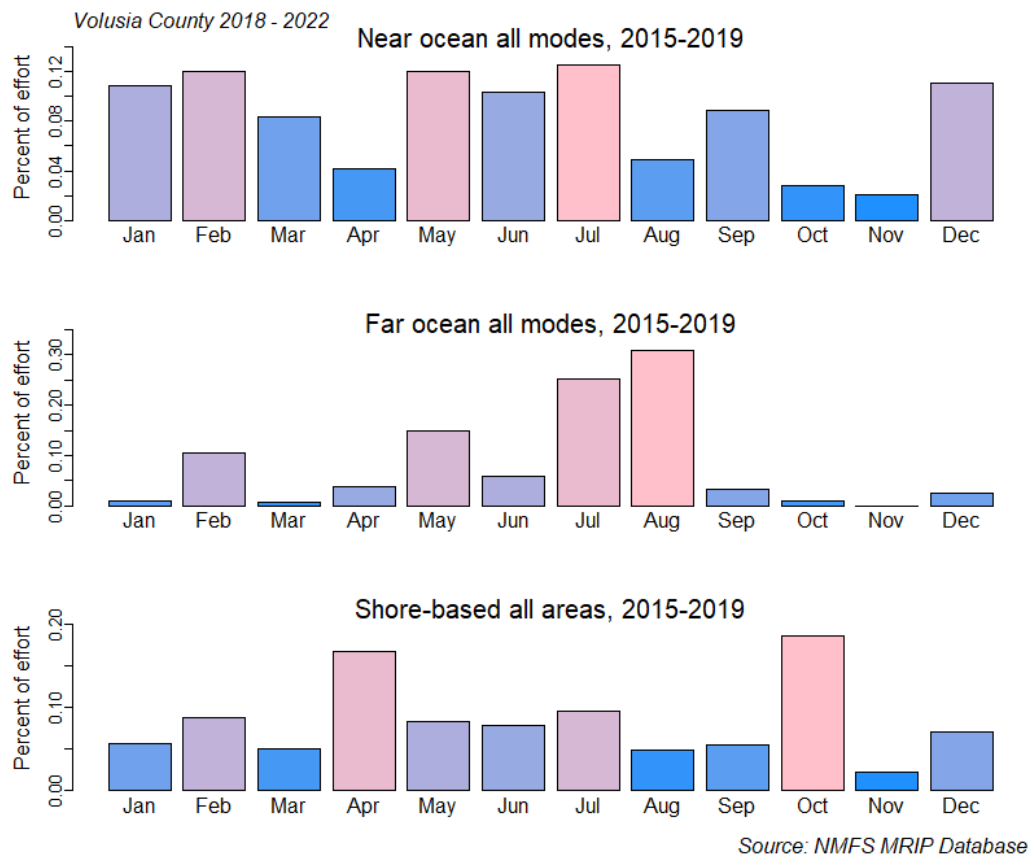 Volusia County 2018 - 2022
Near ocean all modes, 2015-2019
Percent of effort
0.00 0.04 0.08 0.12
Jan Feb Mar Apr May Jun Jul Aug Sep Oct Nov Dec
Far ocean all modes, 2015-2019
Percent of effort
0.00 0.10 0.20 0.30
Jan Feb Mar Apr May Jun Jul Aug Sep Oct Nov Dec
Shore-based all areas, 2015-2019
Percent of effort
0.00 0.10 0.20
Jan Feb Mar Apr May Jun Jul Aug Sep Oct Nov Dec
Source: NMFS MRIP Database